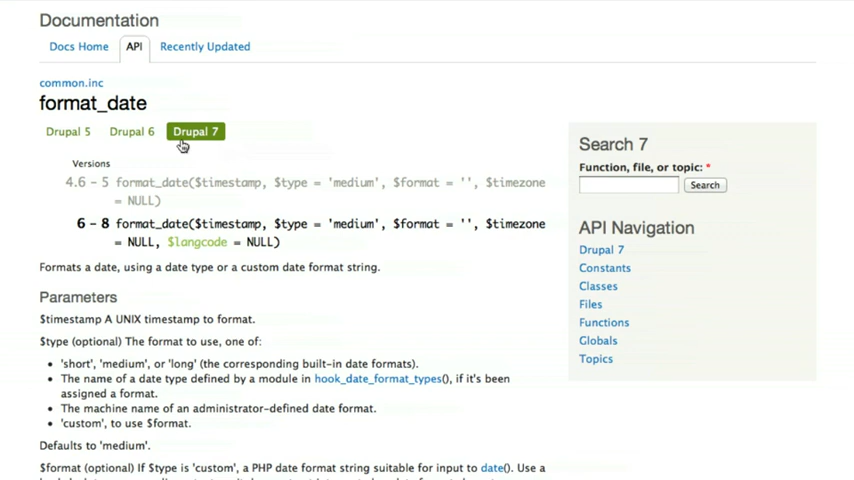 Documentation
Docs Home API Recently Updated
common.inc
format_date
Drupal 5 Drupal 6 Drupal 7
Versions
4.6 – 5 format_date($timestamp, $type = 'medium', $format = '', $timezone
= NULL)
6 – 8 format_date($timestamp, $type = 'medium', $format = '', $timezone
= NULL, $langcode = NULL)
Formats a date, using a date type or a custom date format string.
Parameters
$timestamp A UNIX timestamp to format.
$type (optional) The format to use, one of:
• 'short', 'medium', or 'long' (the corresponding built-in date formats).
• The name of a date type defined by a module in hook_date_format_types(), if it's been
assigned a format.
• The machine name of an administrator-defined date format.
• 'custom', to use $format.
Defaults to 'medium'.
$format (optional) If $type is 'custom', a PHP date format string suitable for input to date(). Use a
Search 7
Function, file, or topic: *
Search
API Navigation
Drupal 7
Constants
Classes
Files
Functions
Globals
Topics